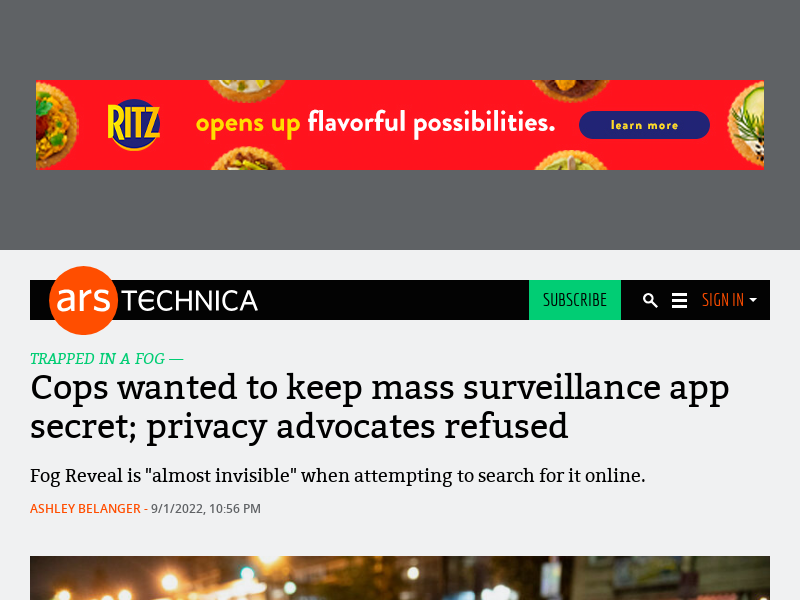 RITZ
opens up flavorful possibilities.
learn more
ars TECHNICA
SUBSCRIBE
SIGN IN
TRAPPED IN A FOG —
Cops wanted to keep mass surveillance app
secret; privacy advocates refused
Fog Reveal is "almost invisible" when attempting to search for it online.
ASHLEY BELANGER - 9/1/2022, 10:56 PM